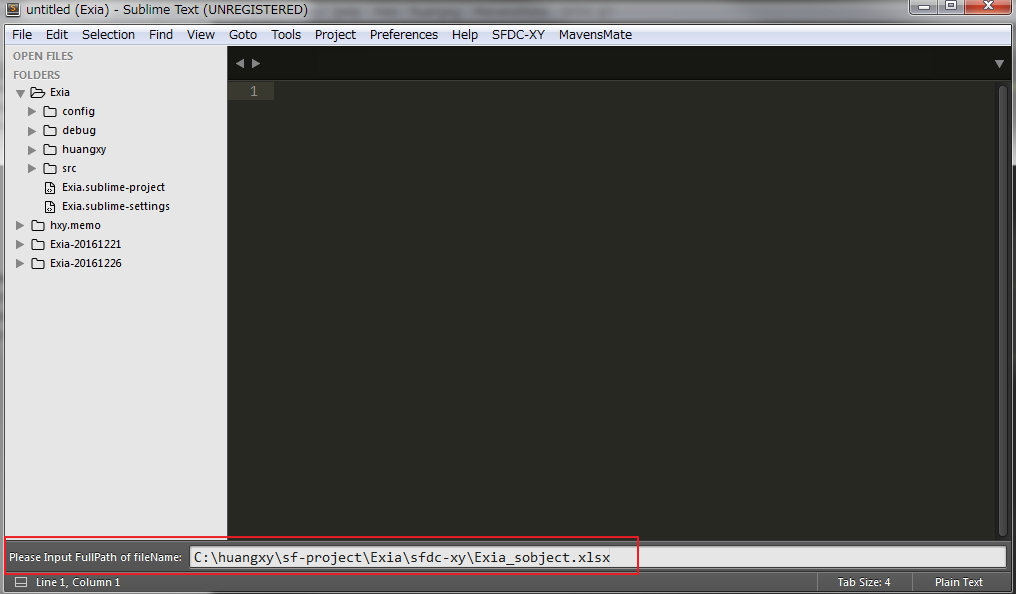 untitled (Exia) - Sublime Text (UNREGISTERED)
File Edit Selection Find View Goto Tools Project Preferences Help SFDC-XY MavensMate
OPEN FILES
FOLDERS
Exia
config
debug
huangxy
src
Exia.sublime-project
Exia.sublime-settings
hxy.memo
Exia-20161221
Exia-20161226
1
Please Input FullPath of fileName: C:\huangxy\sf-project\Exia\sfdc-xy\Exia_sobject.xlsx
Line 1, Column 1 Tab Size: 4 Plain Text